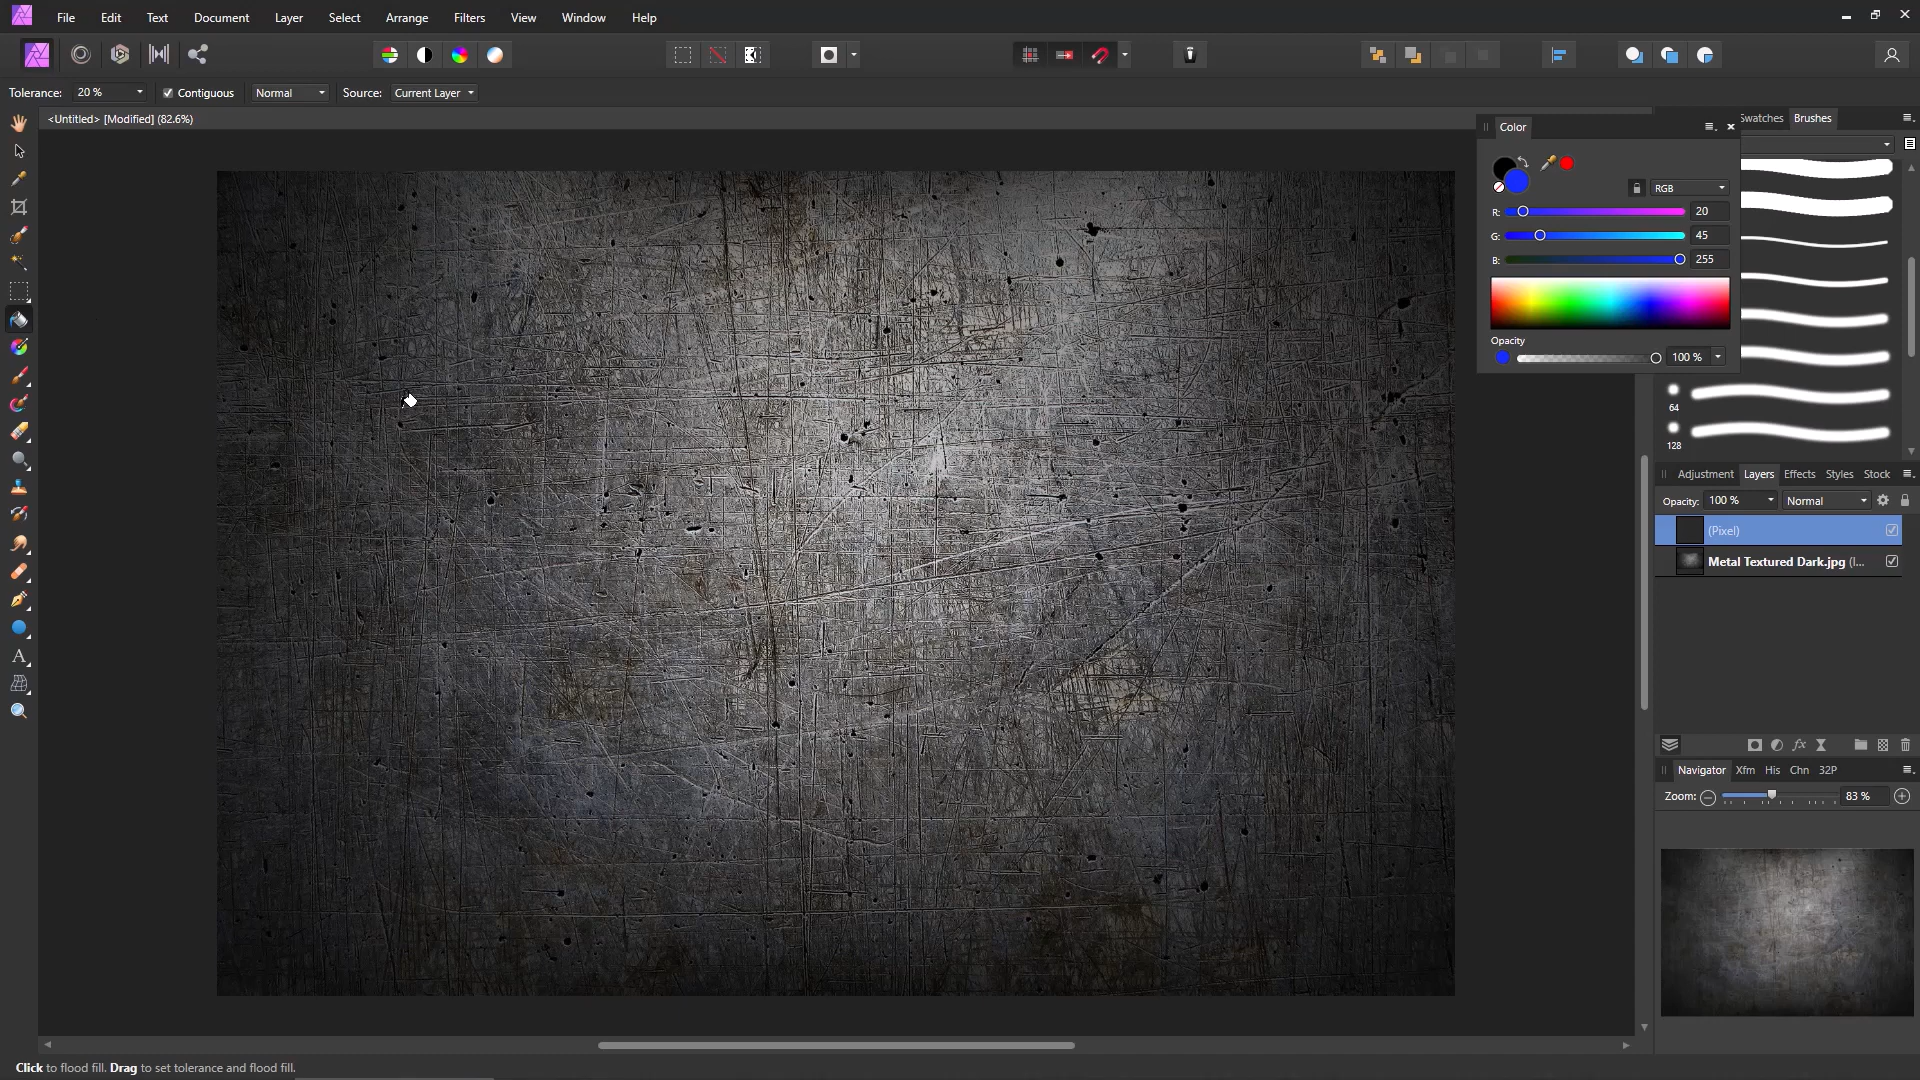 File Edit Text Document Layer Select Arrange Filters View Window Help
Tolerance: 20 % Contiguous Normal Source: Current Layer
<Untitled> [Modified] (82.6%)
Swatches Brushes
Color
RGB
R: 20
G: 45
B: 255
Opacity
100 %
64
128
Adjustment Layers Effects Styles Stock
Opacity: 100 % Normal
(Pixel)
Metal Textured Dark.jpg (I...
fx
Navigator Xfm His Chn 32P
Zoom: 83 %
Click to flood fill. Drag to set tolerance and flood fill.